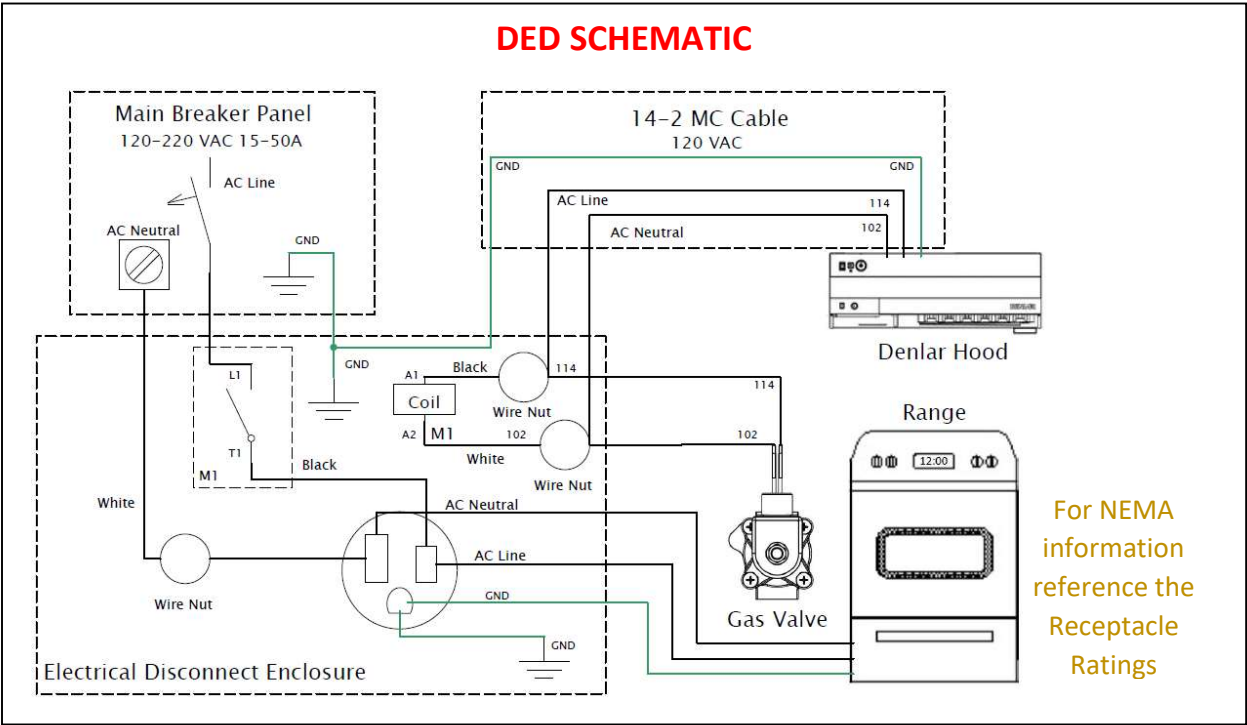 DED SCHEMATIC
Main Breaker Panel
120-220 VAC 15-50A
AC Line
AC Neutral
GND
14-2 MC Cable
120 VAC
GND
GND
AC Line
114
AC Neutral
102
Denlar Hood
GND
L1
T1
M1
Black
White
A1
Black
114
Coil
Wire Nut
A2
M1
102
White
Wire Nut
114
102
Gas Valve
Range
12:00
AC Neutral
AC Line
GND
GND
Wire Nut
Electrical Disconnect Enclosure
For NEMA
information
reference the
Receptacle
Ratings